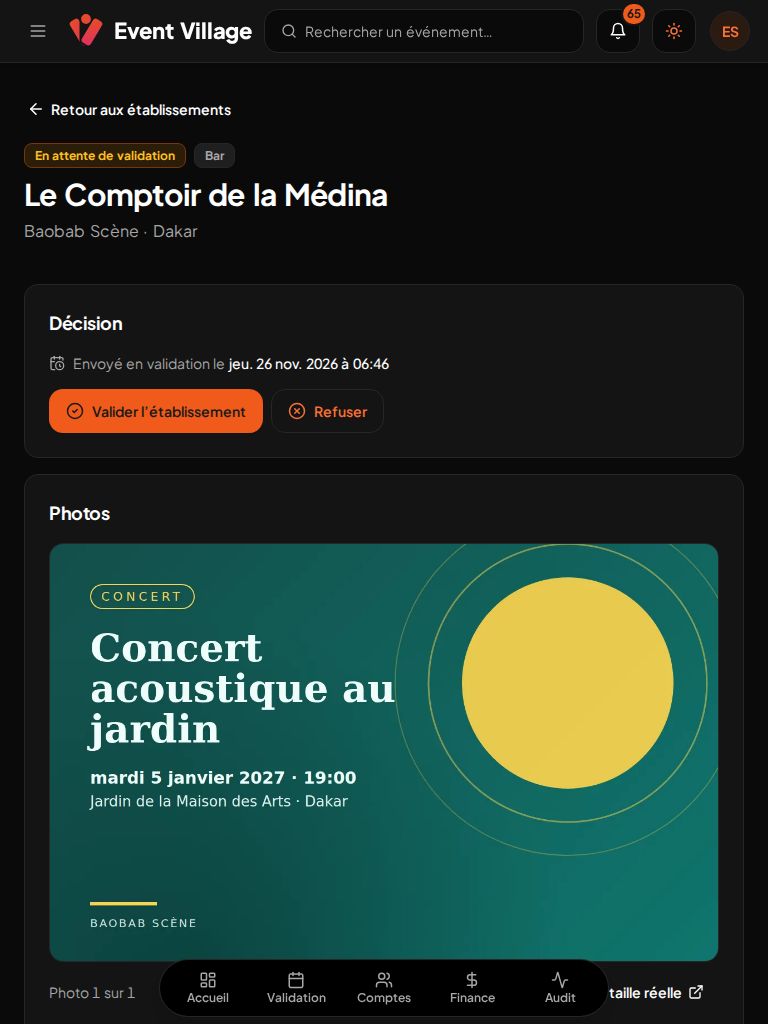 Event Village
Rechercher un événement…
65
ES
Retour aux établissements
En attente de validation
Bar
Le Comptoir de la Médina
Baobab Scène · Dakar
Décision
Envoyé en validation le jeu. 26 nov. 2026 à 06:46
Valider l'établissement
Refuser
Photos
CONCERT
Concert
acoustique au
jardin
mardi 5 janvier 2027 · 19:00
Jardin de la Maison des Arts · Dakar
BAOBAB SCÈNE
Photo 1 sur 1
taille réelle
Accueil
Validation
Comptes
Finance
Audit